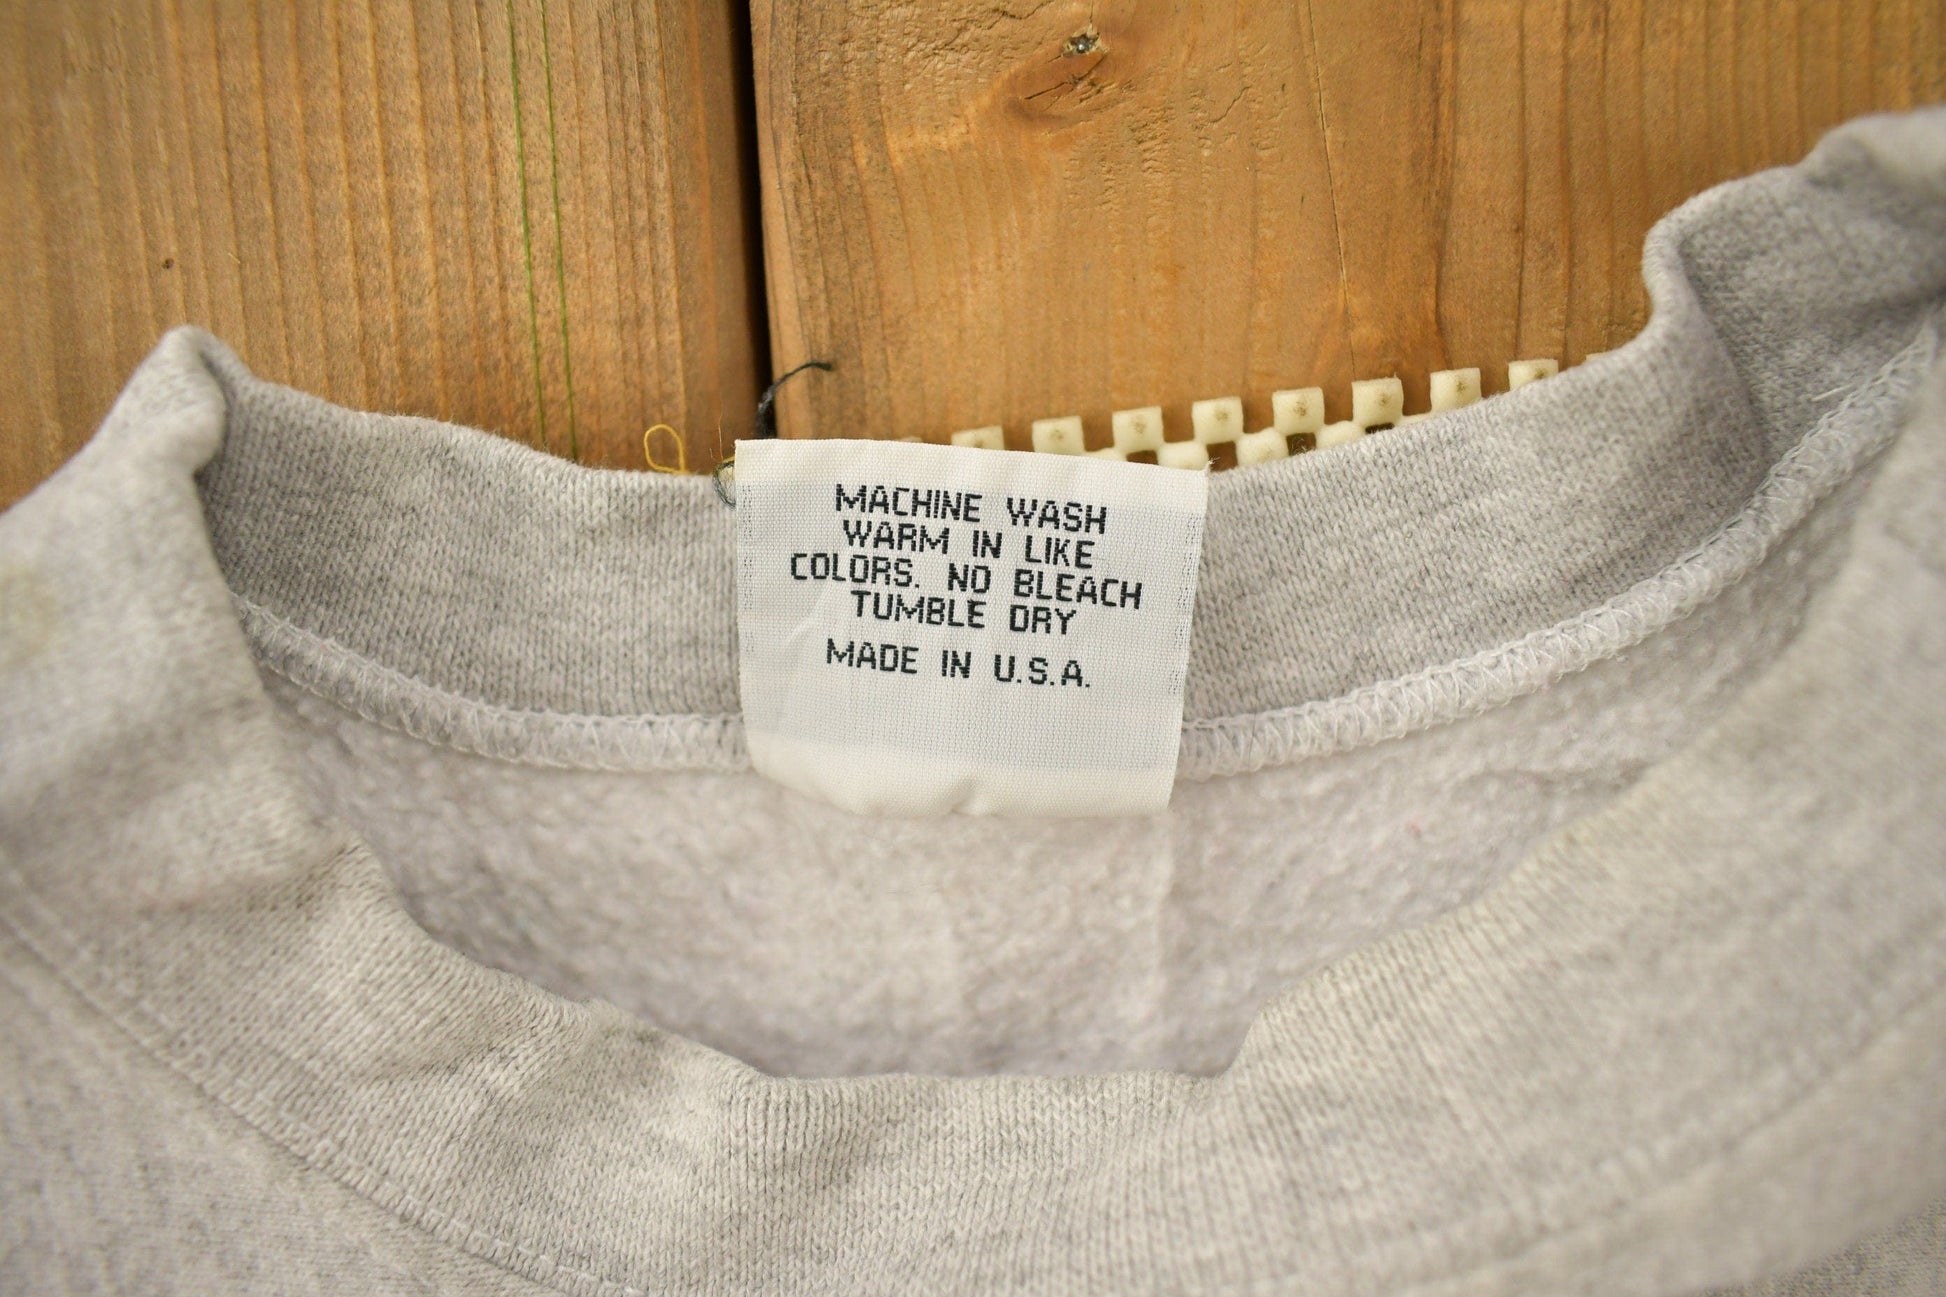 MACHINE WASH
WARM IN LIKE
COLORS. NO BLEACH
TUMBLE DRY
MADE IN U.S.A.